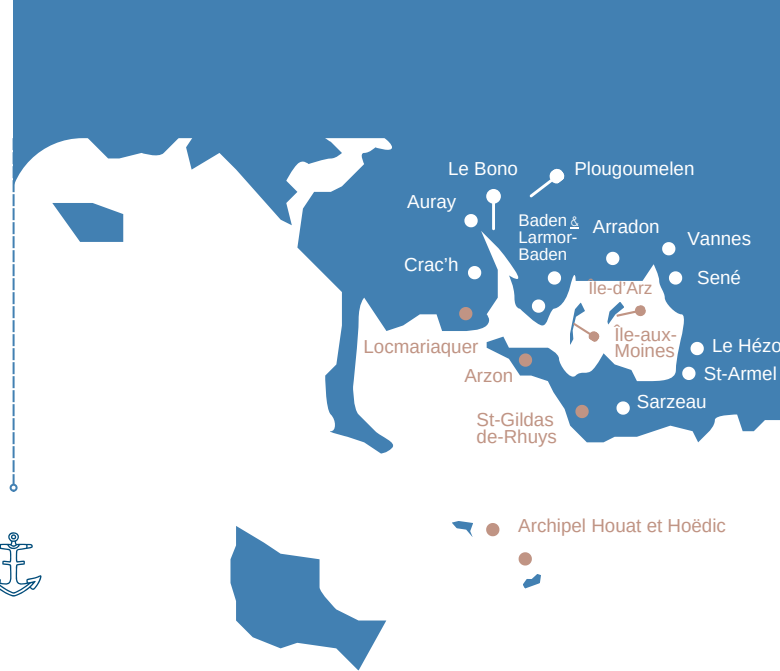 Le Bono
Plougoumelen
Auray
Baden &
Larmor-
Baden
Arradon
Vannes
Crac'h
Sené
Île-d'Arz
Île-aux-
Moines
Locmariaquer
Le Hézo
Arzon
St-Armel
Sarzeau
St-Gildas
de-Rhuys
Archipel Houat et Hoëdic